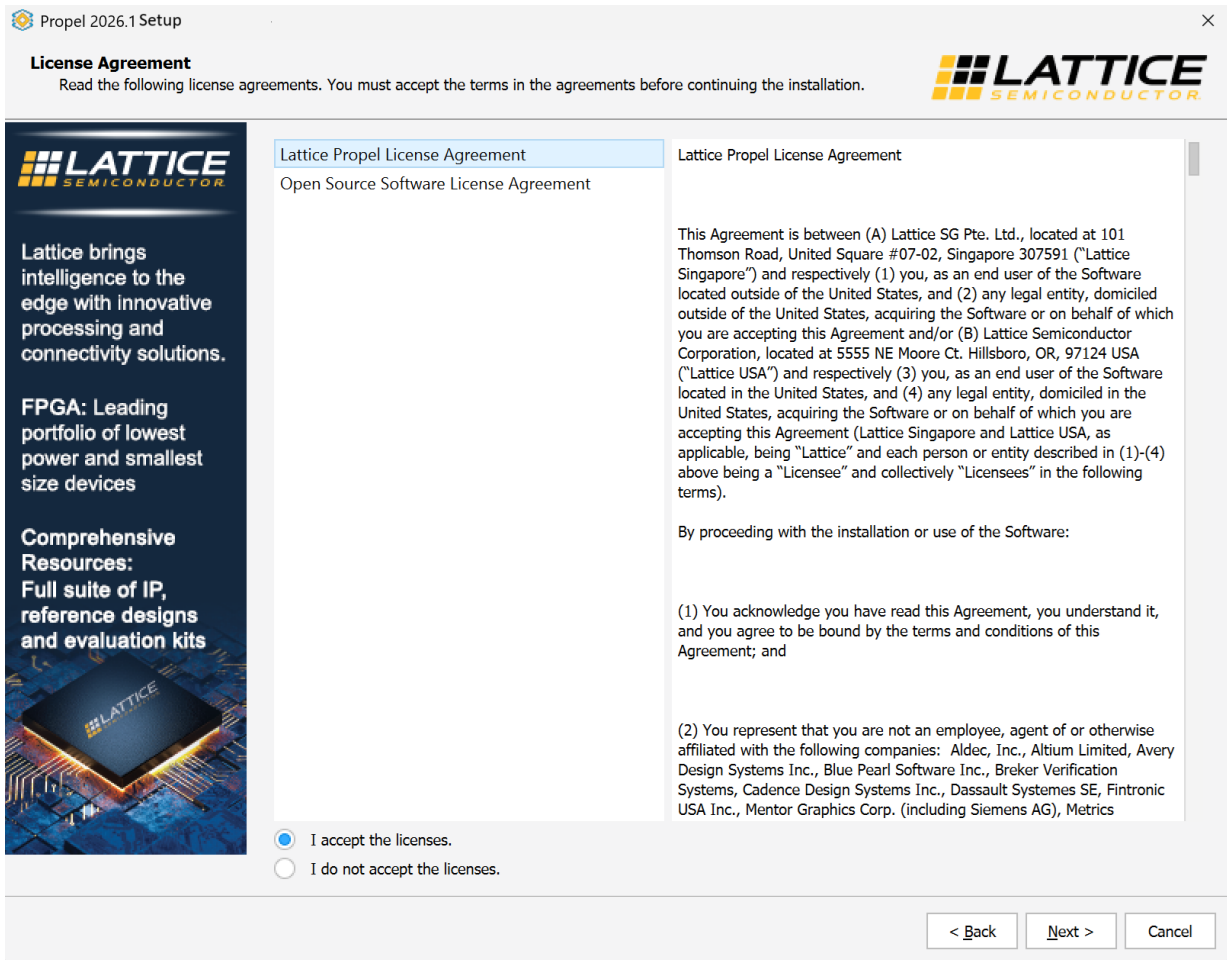 Propel 2026.1 Setup
License Agreement
Read the following license agreements. You must accept the terms in the agreements before continuing the installation.
LATTICE
SEMICONDUCTOR
LATTICE
SEMICONDUCTOR
Lattice brings
intelligence to the
edge with innovative
processing and
connectivity solutions.
FPGA: Leading
portfolio of lowest
power and smallest
size devices
Comprehensive
Resources:
Full suite of IP,
reference designs
and evaluation kits
LATTICE
Lattice Propel License Agreement
Open Source Software License Agreement
Lattice Propel License Agreement
This Agreement is between (A) Lattice SG Pte. Ltd., located at 101
Thomson Road, United Square #07-02, Singapore 307591 (“Lattice
Singapore”) and respectively (1) you, as an end user of the Software
located outside of the United States, and (2) any legal entity, domiciled
outside of the United States, acquiring the Software or on behalf of which
you are accepting this Agreement and/or (B) Lattice Semiconductor
Corporation, located at 5555 NE Moore Ct. Hillsboro, OR, 97124 USA
(“Lattice USA”) and respectively (3) you, as an end user of the Software
located in the United States, and (4) any legal entity, domiciled in the
United States, acquiring the Software or on behalf of which you are
accepting this Agreement (Lattice Singapore and Lattice USA, as
applicable, being “Lattice” and each person or entity described in (1)-(4)
above being a “Licensee” and collectively “Licensees” in the following
terms).
By proceeding with the installation or use of the Software:
(1) You acknowledge you have read this Agreement, you understand it,
and you agree to be bound by the terms and conditions of this
Agreement; and
(2) You represent that you are not an employee, agent of or otherwise
affiliated with the following companies:  Aldec, Inc., Altium Limited, Avery
Design Systems Inc., Blue Pearl Software Inc., Breker Verification
Systems, Cadence Design Systems Inc., Dassault Systemes SE, Fintronic
USA Inc., Mentor Graphics Corp. (including Siemens AG), Metrics
I accept the licenses.
I do not accept the licenses.
< Back
Next >
Cancel